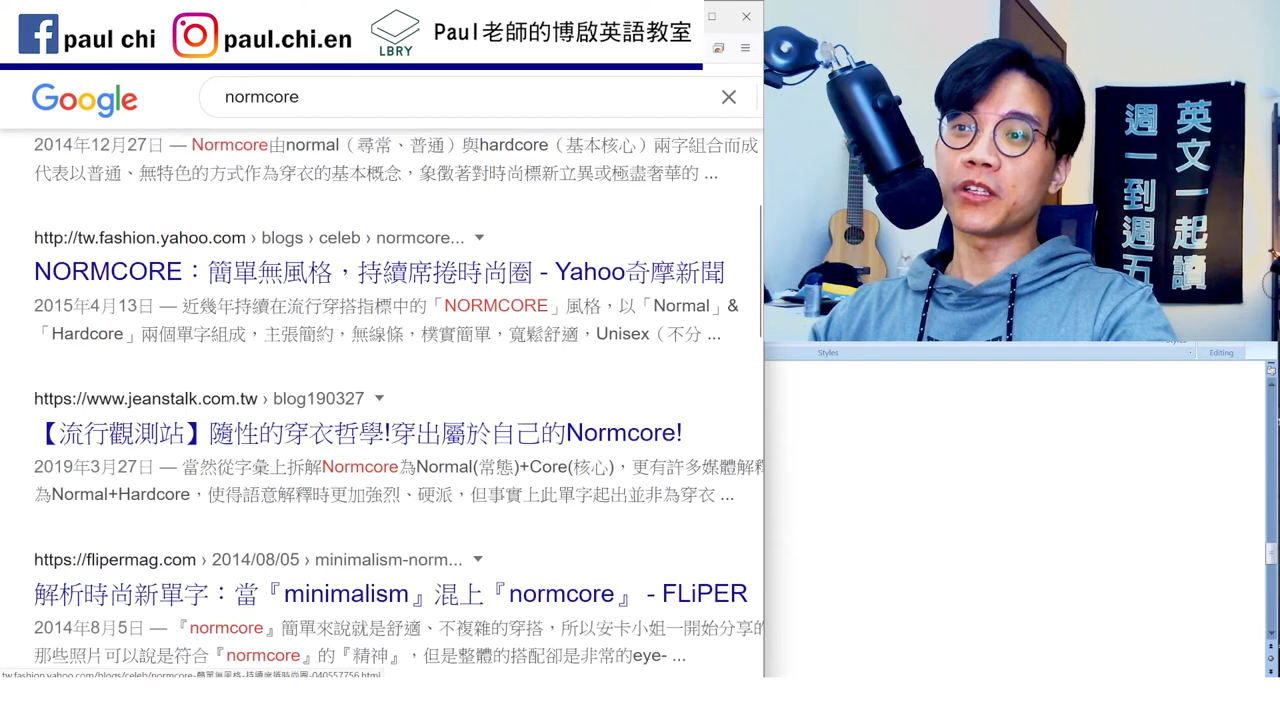 paul chi
paul.chi.en
LBRY
Paul老師的博啟英語教室
Google
normcore
2014年12月27日 — Normcore由normal（尋常、普通）與hardcore（基本核心）兩字組合而成
代表以普通、無特色的方式作為穿衣的基本概念，象徵著對時尚標新立異或極盡奢華的 ...
http://tw.fashion.yahoo.com › blogs › celeb › normcore...
NORMCORE：簡單無風格，持續席捲時尚圈 - Yahoo奇摩新聞
2015年4月13日 — 近幾年持續在流行穿搭指標中的「NORMCORE」風格，以「Normal」&
「Hardcore」兩個單字組成，主張簡約，無線條，樸實簡單，寬鬆舒適，Unisex（不分 ...
https://www.jeanstalk.com.tw › blog190327
【流行觀測站】隨性的穿衣哲學!穿出屬於自己的Normcore!
2019年3月27日 — 當然從字彙上拆解Normcore為Normal(常態)+Core(核心)，更有許多媒體解釋
為Normal+Hardcore，使得語意解釋時更加強烈、硬派，但事實上此單字起出並非為穿衣 ...
https://flipermag.com › 2014/08/05 › minimalism-norm...
解析時尚新單字：當『minimalism』混上『normcore』 - FLiPER
2014年8月5日 — 『normcore』簡單來說就是舒適、不複雜的穿搭，所以安卡小姐一開始分享的
那些照片可以說是符合『normcore』的『精神』，但是整體的搭配卻是非常的eye- ...
英文一起讀
週一到週五
Styles
Editing